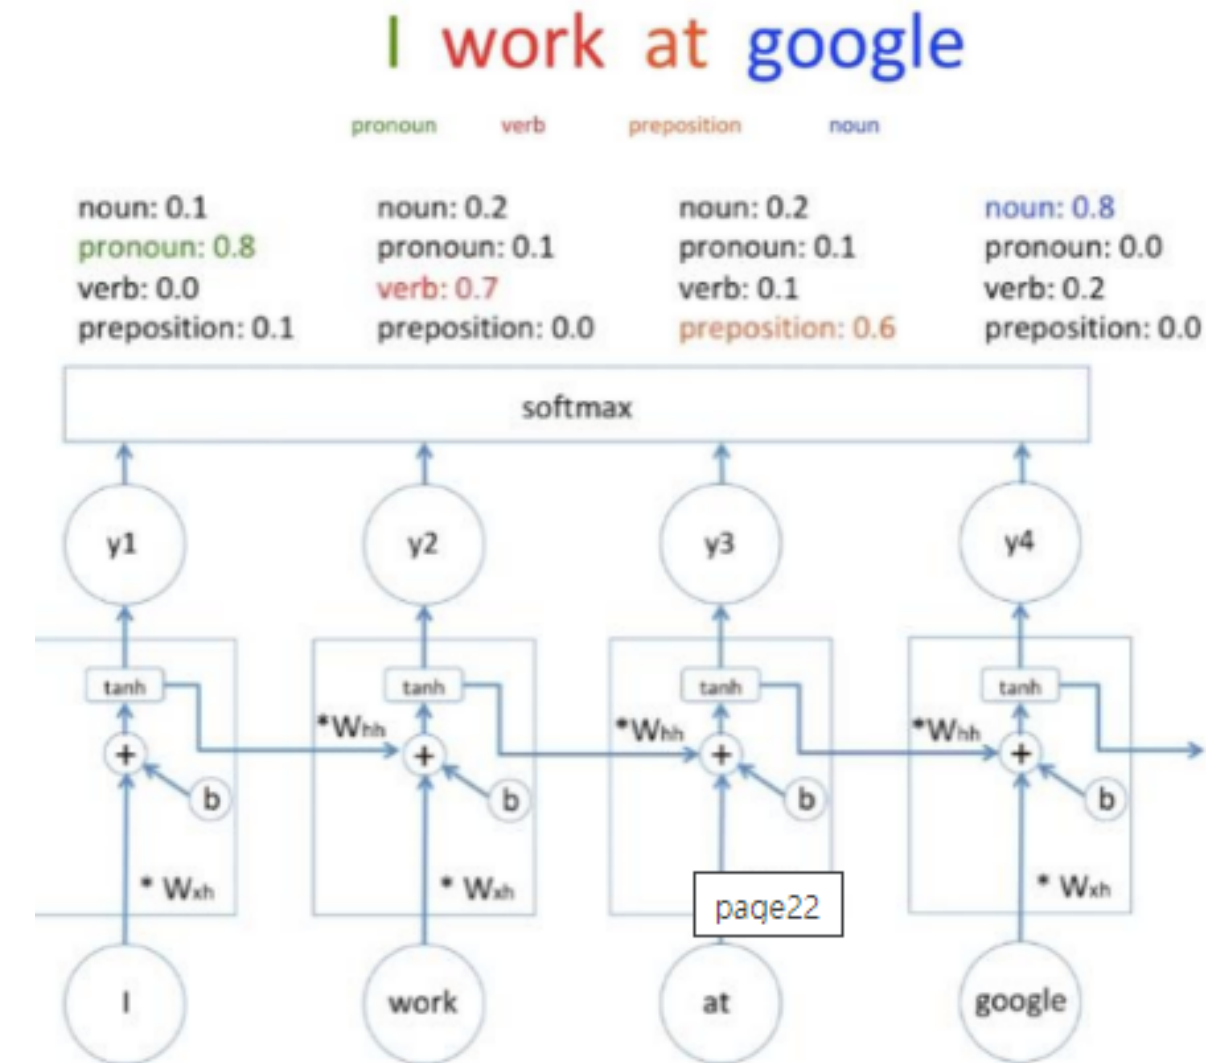 I work at google
pronoun verb preposition noun
noun: 0.1 noun: 0.2 noun: 0.2 noun: 0.8
pronoun: 0.8 pronoun: 0.1 pronoun: 0.1 pronoun: 0.0
verb: 0.0 verb: 0.7 verb: 0.1 verb: 0.2
preposition: 0.1 preposition: 0.0 preposition: 0.6 preposition: 0.0
softmax
y1 y2 y3 y4
tanh tanh tanh tanh
*Whh *Whh *Whh
+ + + +
b b b b
* Wxh * Wxh * Wxh
page22
I work at google